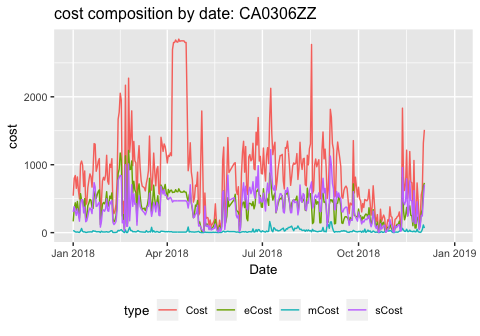 cost composition by date: CA0306ZZ
cost
2000
1000
0
Jan 2018 Apr 2018 Jul 2018 Oct 2018 Jan 2019
Date
type Cost eCost mCost sCost